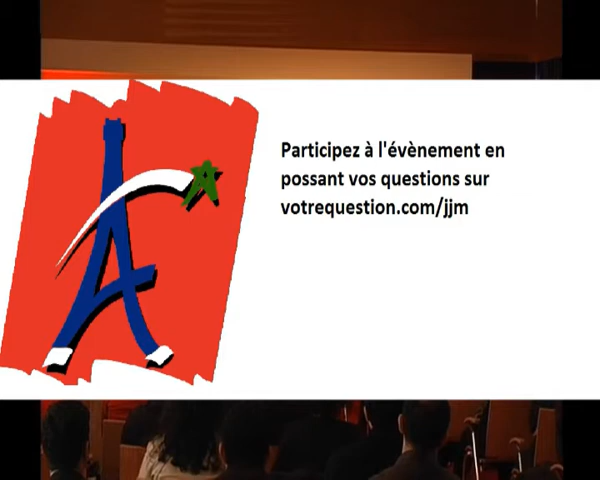 Participez à l'évènement en
possant vos questions sur
votrequestion.com/jjm